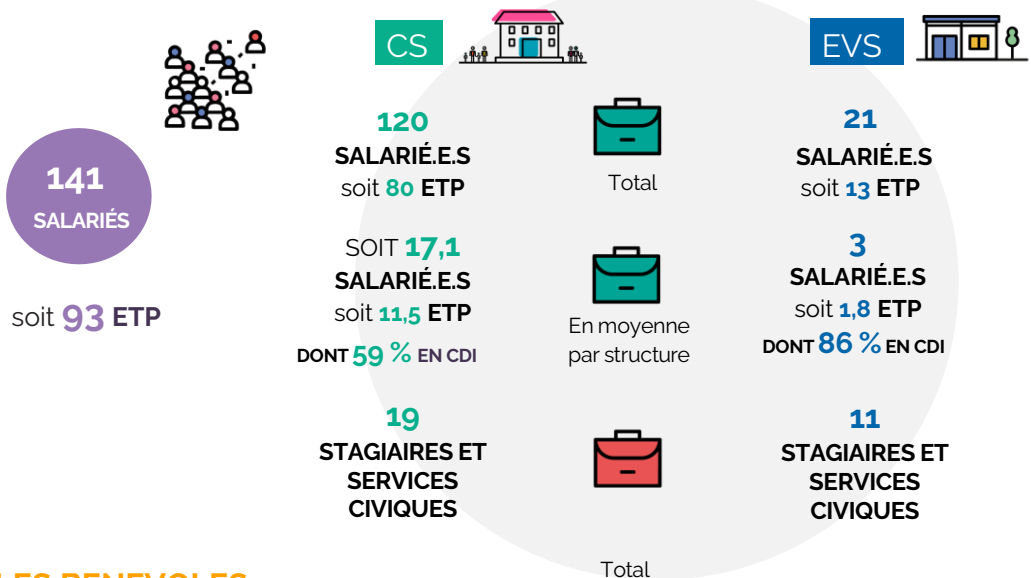 CS
EVS
141
SALARIÉS
soit 93 ETP
120
SALARIÉ.E.S
soit 80 ETP
Total
21
SALARIÉ.E.S
soit 13 ETP
SOIT 17,1
SALARIÉ.E.S
soit 11,5 ETP
DONT 59 % EN CDI
En moyenne
par structure
3
SALARIÉ.E.S
soit 1,8 ETP
DONT 86 % EN CDI
19
STAGIAIRES ET
SERVICES
CIVIQUES
11
STAGIAIRES ET
SERVICES
CIVIQUES
Total
LES BENEVOLES